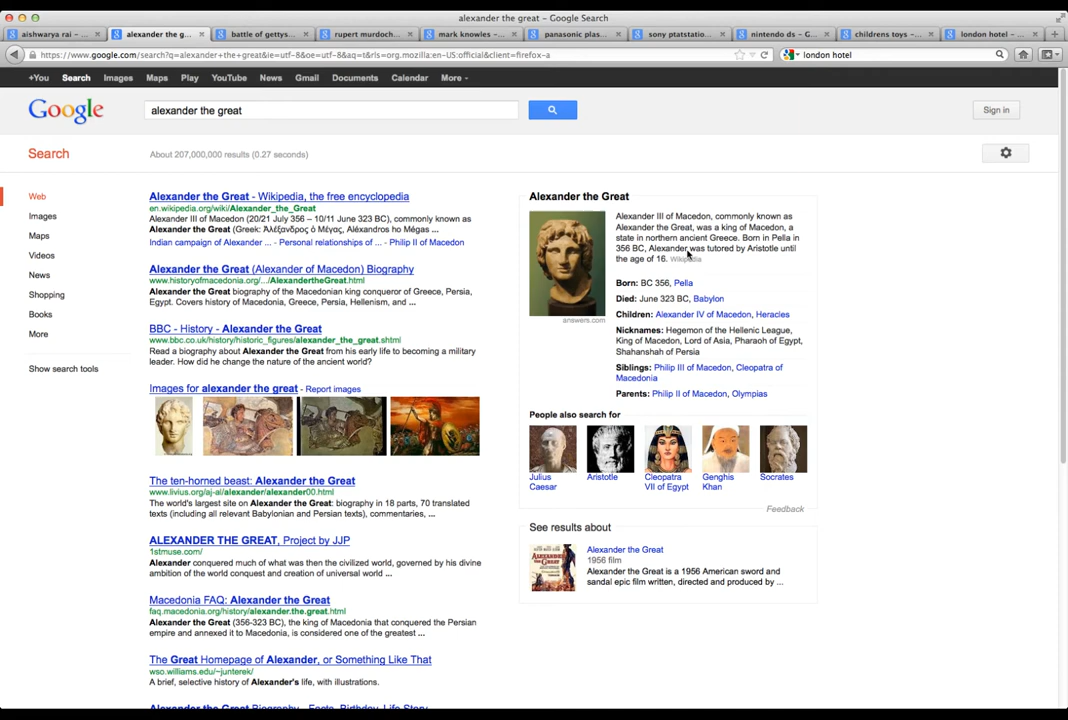 alexander the great – Google Search
aishwarya rai – ...
alexander the g...
battle of gettys...
rupert murdoch...
mark knowles –...
panasonic plas...
sony ptatstatio...
nintendo ds – G...
childrens toys –...
london hotel –...
https://www.google.com/search?q=alexander+the+great&ie=utf-8&oe=utf-8&aq=t&rls=org.mozilla:en-US:official&client=firefox-a
london hotel
+You Search Images Maps Play YouTube News Gmail Documents Calendar More
Google
alexander the great
Sign in
Search
About 207,000,000 results (0.27 seconds)
Web
Images
Maps
Videos
News
Shopping
Books
More
Show search tools
Alexander the Great - Wikipedia, the free encyclopedia
en.wikipedia.org/wiki/Alexander_the_Great
Alexander III of Macedon (20/21 July 356 – 10/11 June 323 BC), commonly known as
Alexander the Great (Greek: Ἀλέξανδρος ὁ Μέγας, Aléxandros ho Mégas ...
Indian campaign of Alexander ... - Personal relationships of ... - Philip II of Macedon
Alexander the Great (Alexander of Macedon) Biography
www.historyofmacedonia.org/.../AlexandertheGreat.html
Alexander the Great biography of the Macedonian king conqueror of Greece, Persia,
Egypt. Covers history of Macedonia, Greece, Persia, Hellenism, and ...
BBC - History - Alexander the Great
www.bbc.co.uk/history/historic_figures/alexander_the_great.shtml
Read a biography about Alexander the Great from his early life to becoming a military
leader. How did he change the nature of the ancient world?
Images for alexander the great - Report images
The ten-horned beast: Alexander the Great
www.livius.org/aj-al/alexander/alexander00.html
The world's largest site on Alexander the Great: biography in 18 parts, 70 translated
texts (including all relevant Babylonian and Persian texts), commentaries, ...
ALEXANDER THE GREAT, Project by JJP
1stmuse.com/
Alexander conquered much of what was then the civilized world, governed by his divine
ambition of the world conquest and creation of universal world ...
Macedonia FAQ: Alexander the Great
faq.macedonia.org/history/alexander.the.great.html
Alexander the Great (356-323 BC), the king of Macedonia that conquered the Persian
empire and annexed it to Macedonia, is considered one of the greatest ...
The Great Homepage of Alexander, or Something Like That
wso.williams.edu/~junterek/
A brief, selective history of Alexander's life, with illustrations.
Alexander the Great Biography - Facts, Birthday, Life Story
Alexander the Great
Alexander III of Macedon, commonly known as
Alexander the Great, was a king of Macedon, a
state in northern ancient Greece. Born in Pella in
356 BC, Alexander was tutored by Aristotle until
the age of 16. Wikipedia
answers.com
Born: BC 356, Pella
Died: June 323 BC, Babylon
Children: Alexander IV of Macedon, Heracles
Nicknames: Hegemon of the Hellenic League,
King of Macedon, Lord of Asia, Pharaoh of Egypt,
Shahanshah of Persia
Siblings: Philip III of Macedon, Cleopatra of
Macedonia
Parents: Philip II of Macedon, Olympias
People also search for
Julius
Caesar
Aristotle
Cleopatra
VII of Egypt
Genghis
Khan
Socrates
Feedback
See results about
Alexander the Great
1956 film
Alexander the Great is a 1956 American sword and
sandal epic film written, directed and produced by ...